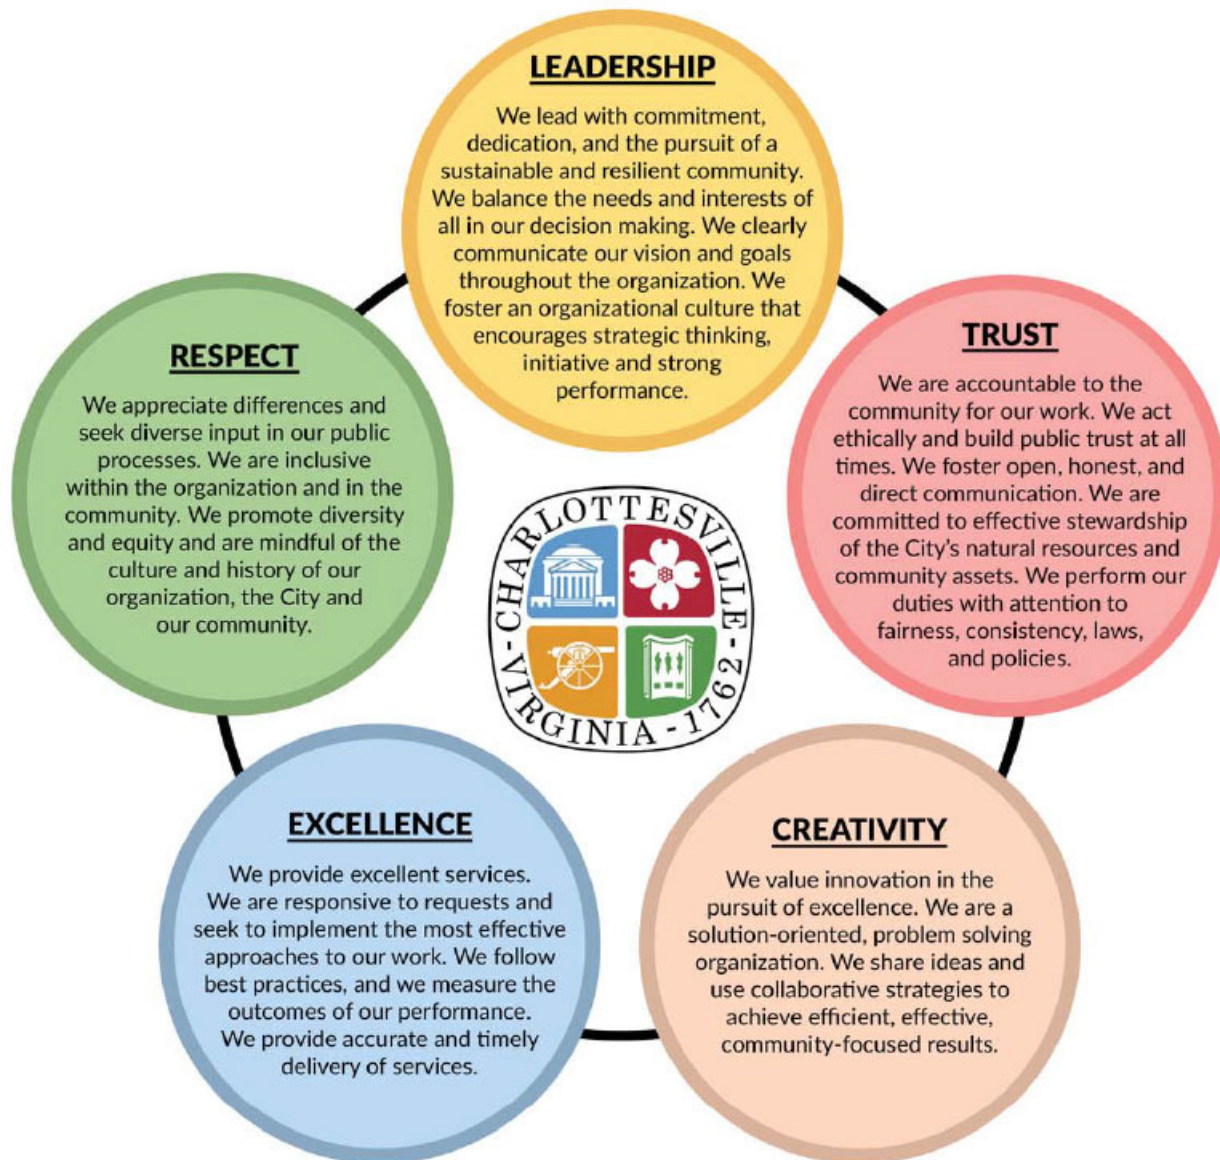 LEADERSHIP
We lead with commitment,
dedication, and the pursuit of a
sustainable and resilient community.
We balance the needs and interests of
all in our decision making. We clearly
communicate our vision and goals
throughout the organization. We
foster an organizational culture that
encourages strategic thinking,
initiative and strong
performance.
TRUST
We are accountable to the
community for our work. We act
ethically and build public trust at all
times. We foster open, honest, and
direct communication. We are
committed to effective stewardship
of the City’s natural resources and
community assets. We perform our
duties with attention to
fairness, consistency, laws,
and policies.
RESPECT
We appreciate differences and
seek diverse input in our public
processes. We are inclusive
within the organization and in the
community. We promote diversity
and equity and are mindful of the
culture and history of our
organization, the City and
our community.
CHARLOTTESVILLE
VIRGINIA - 1762
EXCELLENCE
We provide excellent services.
We are responsive to requests and
seek to implement the most effective
approaches to our work. We follow
best practices, and we measure the
outcomes of our performance.
We provide accurate and timely
delivery of services.
CREATIVITY
We value innovation in the
pursuit of excellence. We are a
solution-oriented, problem solving
organization. We share ideas and
use collaborative strategies to
achieve efficient, effective,
community-focused results.